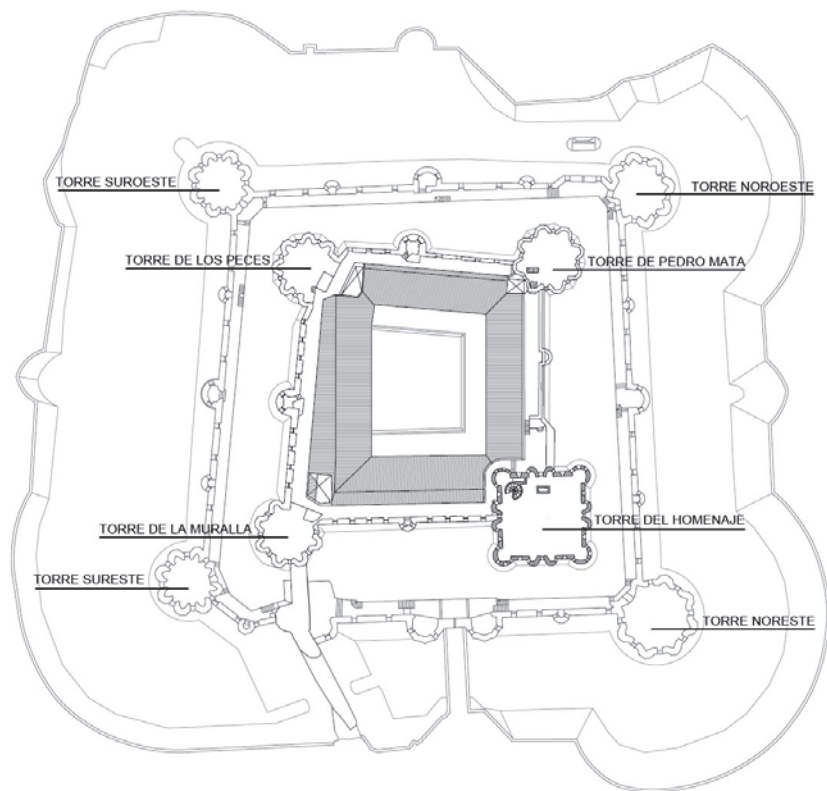 TORRE SUROESTE
TORRE NOROESTE
TORRE DE LOS PECES
TORRE DE PEDRO MATA
TORRE DE LA MURALLA
TORRE DEL HOMENAJE
TORRE SURESTE
TORRE NORESTE